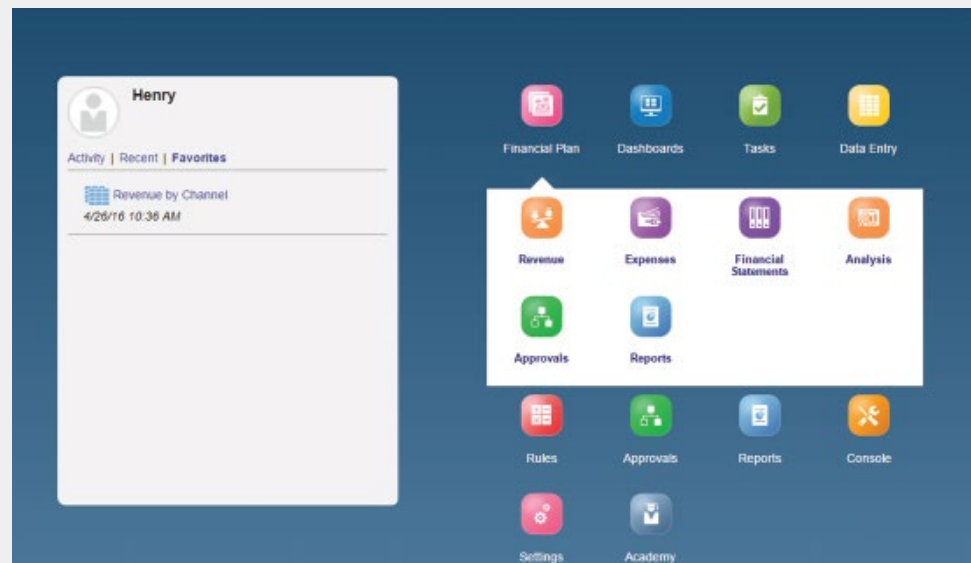 Henry
Activity | Recent | Favorites
Revenue by Channel
4/26/16 10:36 AM
Financial Plan
Dashboards
Tasks
Data Entry
Revenue
Expenses
Financial
Statements
Analysis
Approvals
Reports
Rules
Approvals
Reports
Console
Settings
Academy